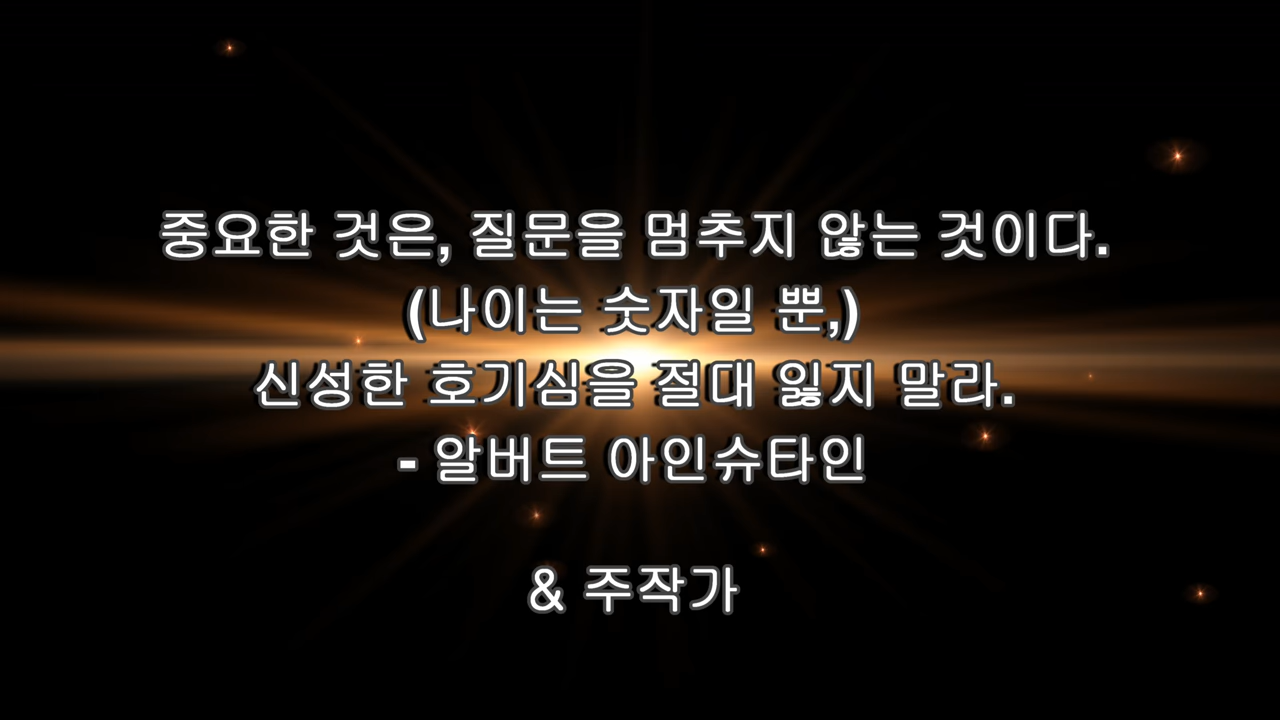 중요한 것은, 질문을 멈추지 않는 것이다.
(나이는 숫자일 뿐,)
신성한 호기심을 절대 잃지 말라.
- 알버트 아인슈타인
& 주작가